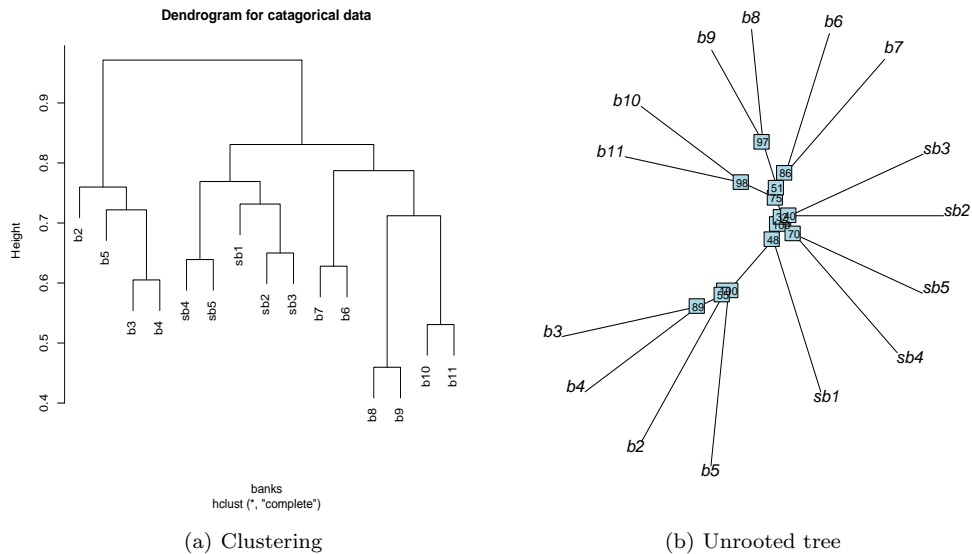 Dendrogram for catagorical data
Height
0.9
0.8
0.7
0.6
0.5
0.4
b2
b5
b3
b4
sb4
sb5
sb1
sb2
sb3
b7
b6
b8
b9
b10
b11
banks
hclust (*, "complete")
(a) Clustering
b8
b6
b9
b7
b10
b11
sb3
sb2
sb5
sb4
sb1
b3
b4
b2
b5
97
86
98
51
75
40
70
48
100
55
89
(b) Unrooted tree